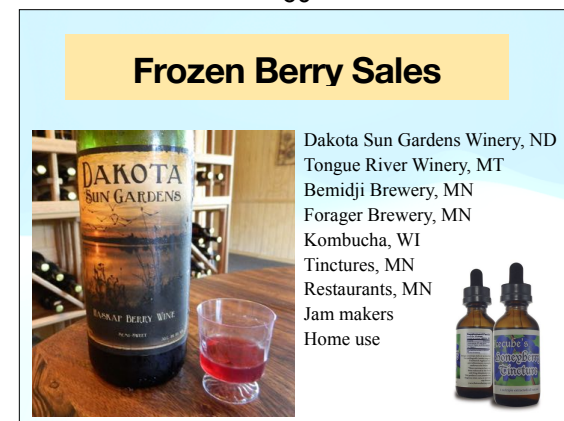 Frozen Berry Sales
Dakota Sun Gardens Winery, ND
Tongue River Winery, MT
Bemidji Brewery, MN
Forager Brewery, MN
Kombucha, WI
Tinctures, MN
Restaurants, MN
Jam makers
Home use
DAKOTA
SUN GARDENS
HASKAP BERRY WINE
Honeyberry
Tincture